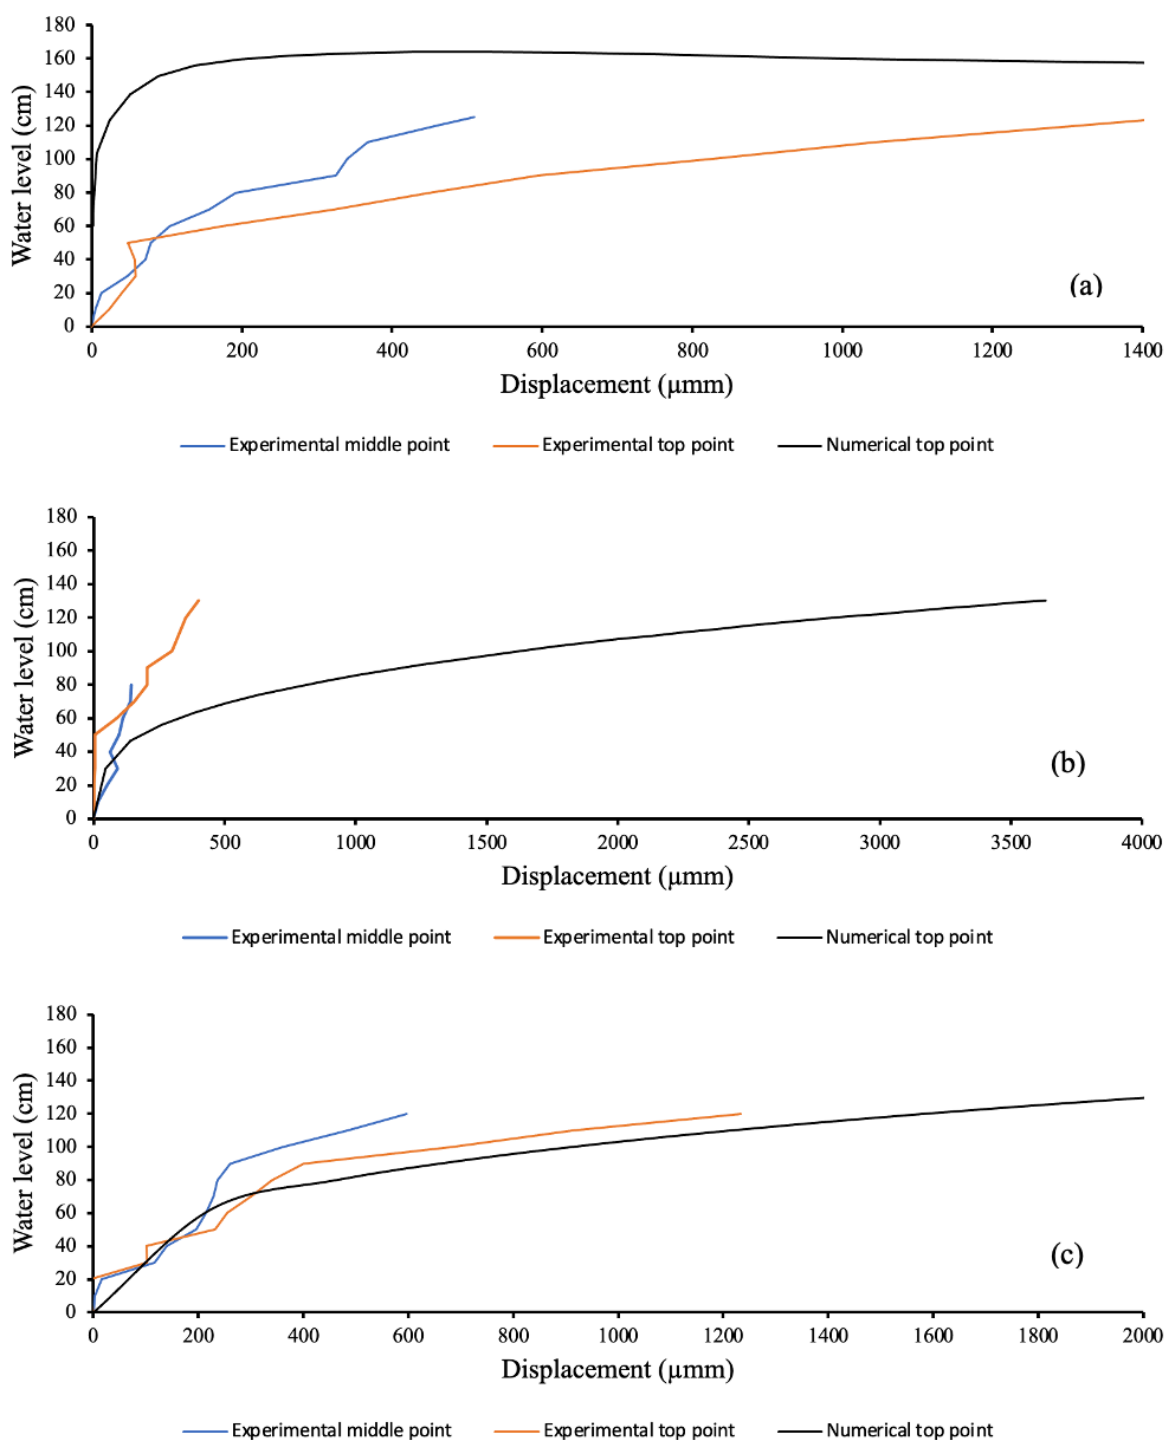 180
160
140
120
100
80
60
40
20
0
Water level (cm)
(a)
0 200 400 600 800 1000 1200 1400
Displacement (µmm)
Experimental middle point Experimental top point Numerical top point
180
160
140
120
100
80
60
40
20
0
Water level (cm)
(b)
0 500 1000 1500 2000 2500 3000 3500 4000
Displacement (µmm)
Experimental middle point Experimental top point Numerical top point
180
160
140
120
100
80
60
40
20
0
Water level (cm)
(c)
0 200 400 600 800 1000 1200 1400 1600 1800 2000
Displacement (µmm)
Experimental middle point Experimental top point Numerical top point